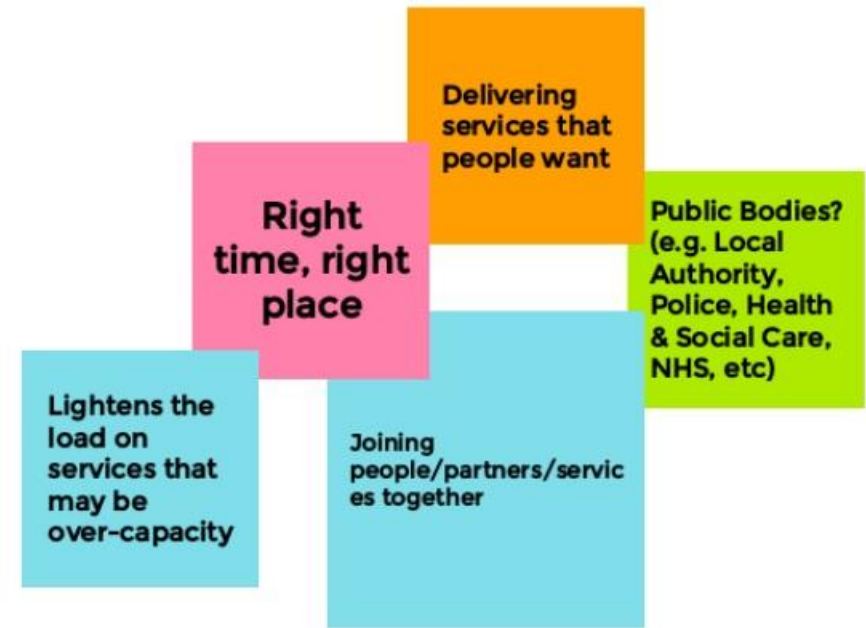 Delivering
services that
people want
Right
time, right
place
Public Bodies?
(e.g. Local
Authority,
Police, Health
& Social Care,
NHS, etc)
Lightens the
load on
services that
may be
over-capacity
Joining
people/partners/servic
es together